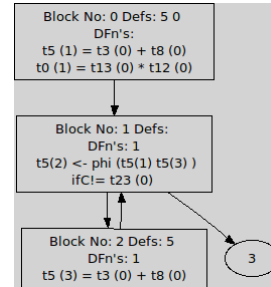 Block No: 0 Defs: 5 0
DFn's:
t5 (1) = t3 (0) + t8 (0)
t0 (1) = t13 (0) * t12 (0)
Block No: 1 Defs:
DFn's: 1
t5(2) <- phi (t5(1) t5(3) )
ifC!= t23 (0)
Block No: 2 Defs: 5
DFn's: 1
t5 (3) = t3 (0) + t8 (0)
3